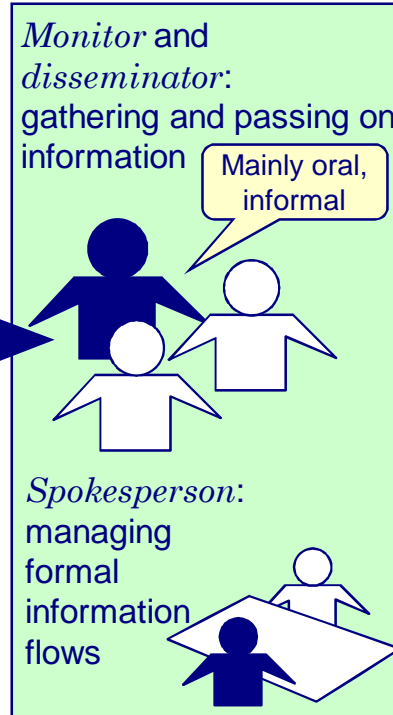 Monitor and
disseminator:
gathering and passing on
information
Mainly oral,
informal
Spokesperson:
managing
formal
information
flows